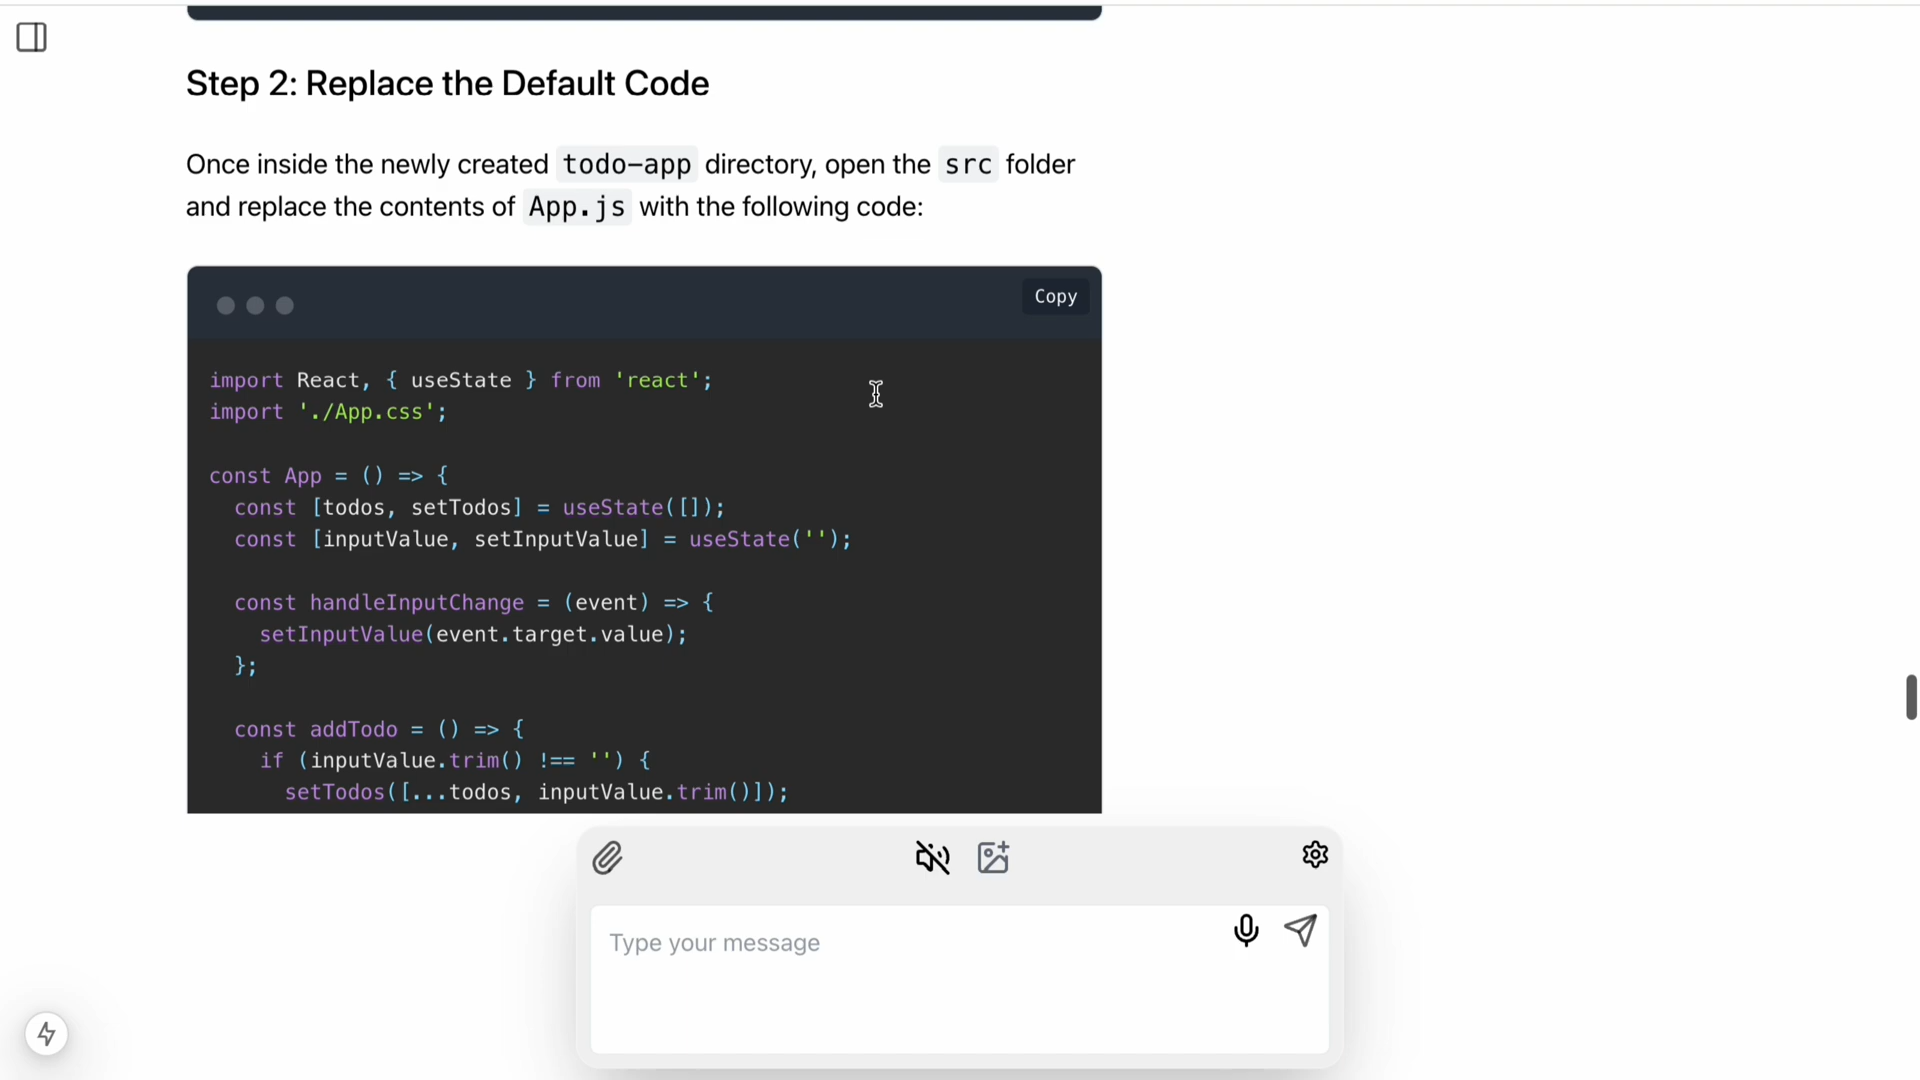 Step 2: Replace the Default Code
Once inside the newly created todo-app directory, open the src folder
and replace the contents of App.js with the following code:
Copy
import React, { useState } from 'react';
import './App.css';
const App = () => {
  const [todos, setTodos] = useState([]);
  const [inputValue, setInputValue] = useState('');
  const handleInputChange = (event) => {
    setInputValue(event.target.value);
  };
  const addTodo = () => {
    if (inputValue.trim() !== '') {
      setTodos([...todos, inputValue.trim()]);
Type your message